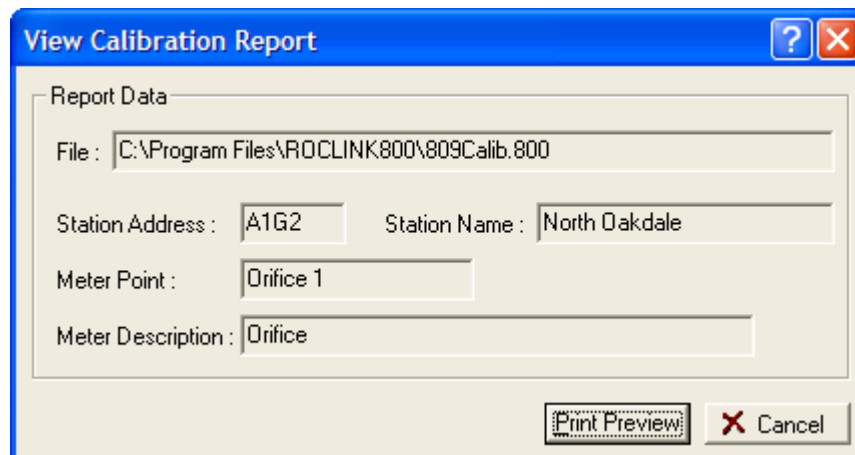 View Calibration Report
?
Report Data
File : C:\Program Files\ROCLINK800\809Calib.800
Station Address : A1G2 Station Name : North Oakdale
Meter Point : Orifice 1
Meter Description : Orifice
Print Preview Cancel